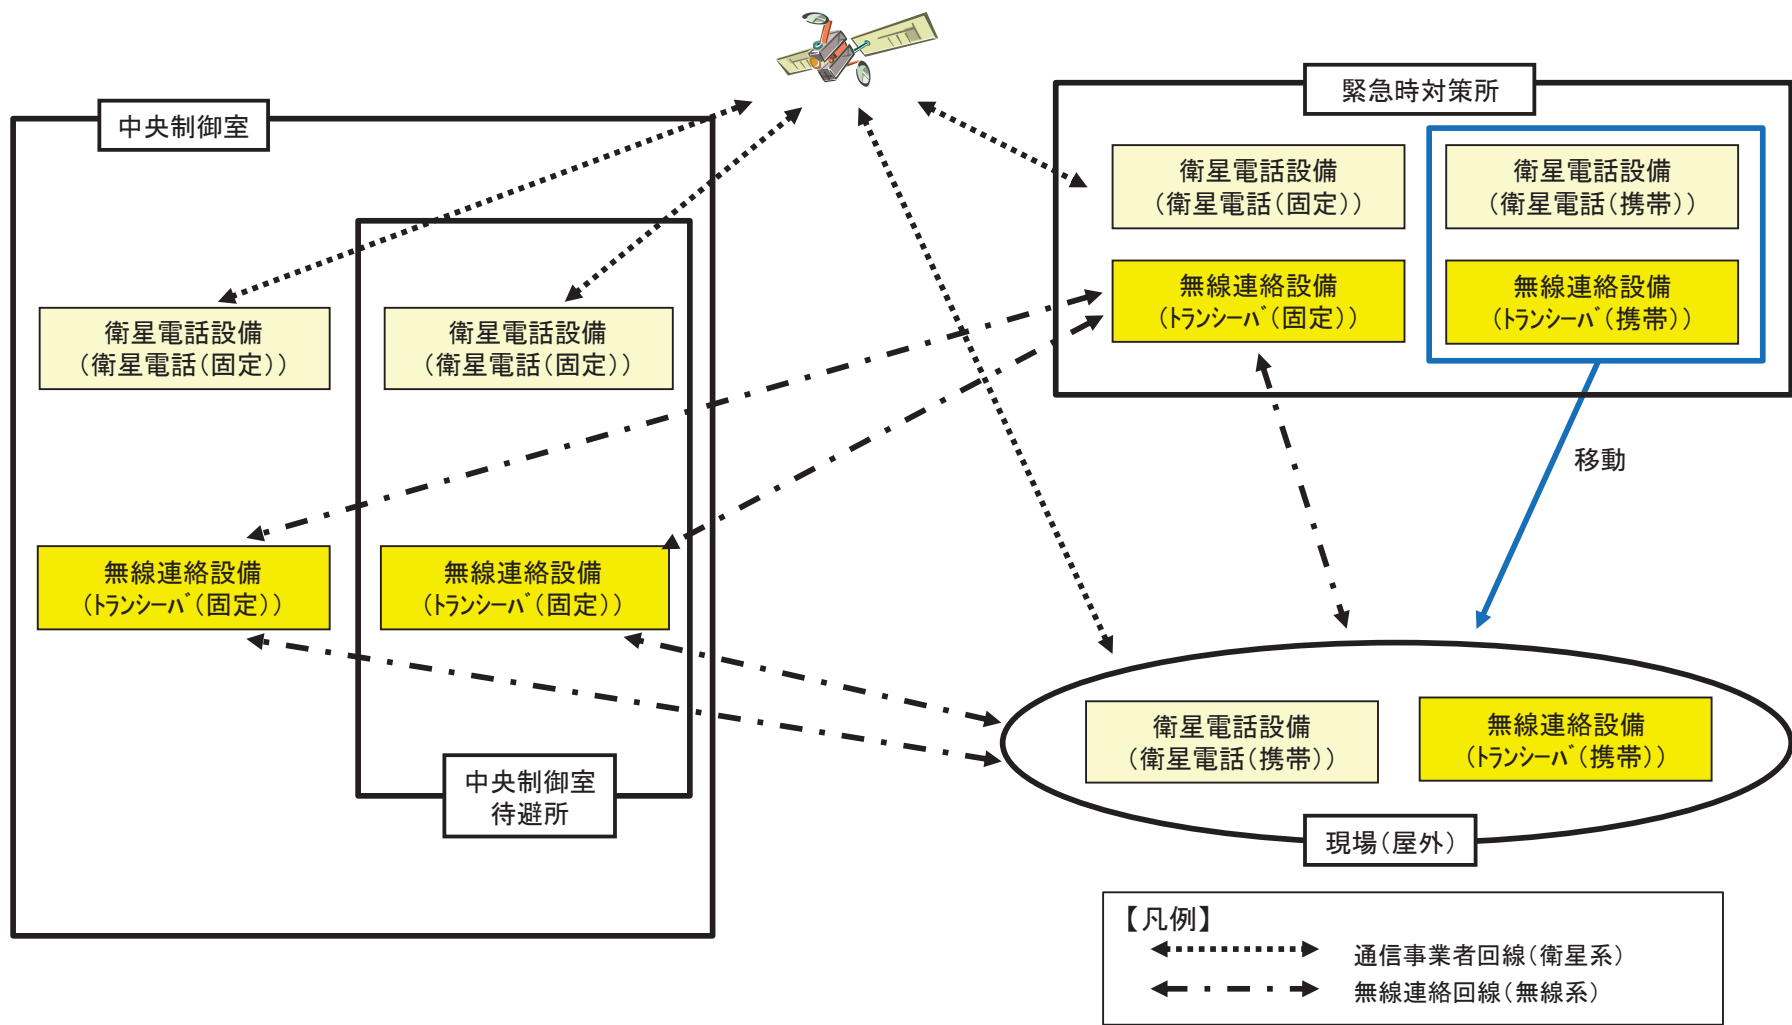 中央制御室
衛星電話設備
(衛星電話(固定))
衛星電話設備
(衛星電話(固定))
無線連絡設備
(トランシーバ(固定))
無線連絡設備
(トランシーバ(固定))
中央制御室
待避所
緊急時対策所
衛星電話設備
(衛星電話(固定))
衛星電話設備
(衛星電話(携帯))
無線連絡設備
(トランシーバ(固定))
無線連絡設備
(トランシーバ(携帯))
移動
衛星電話設備
(衛星電話(携帯))
無線連絡設備
(トランシーバ(携帯))
現場(屋外)
【凡例】
通信事業者回線(衛星系)
無線連絡回線(無線系)